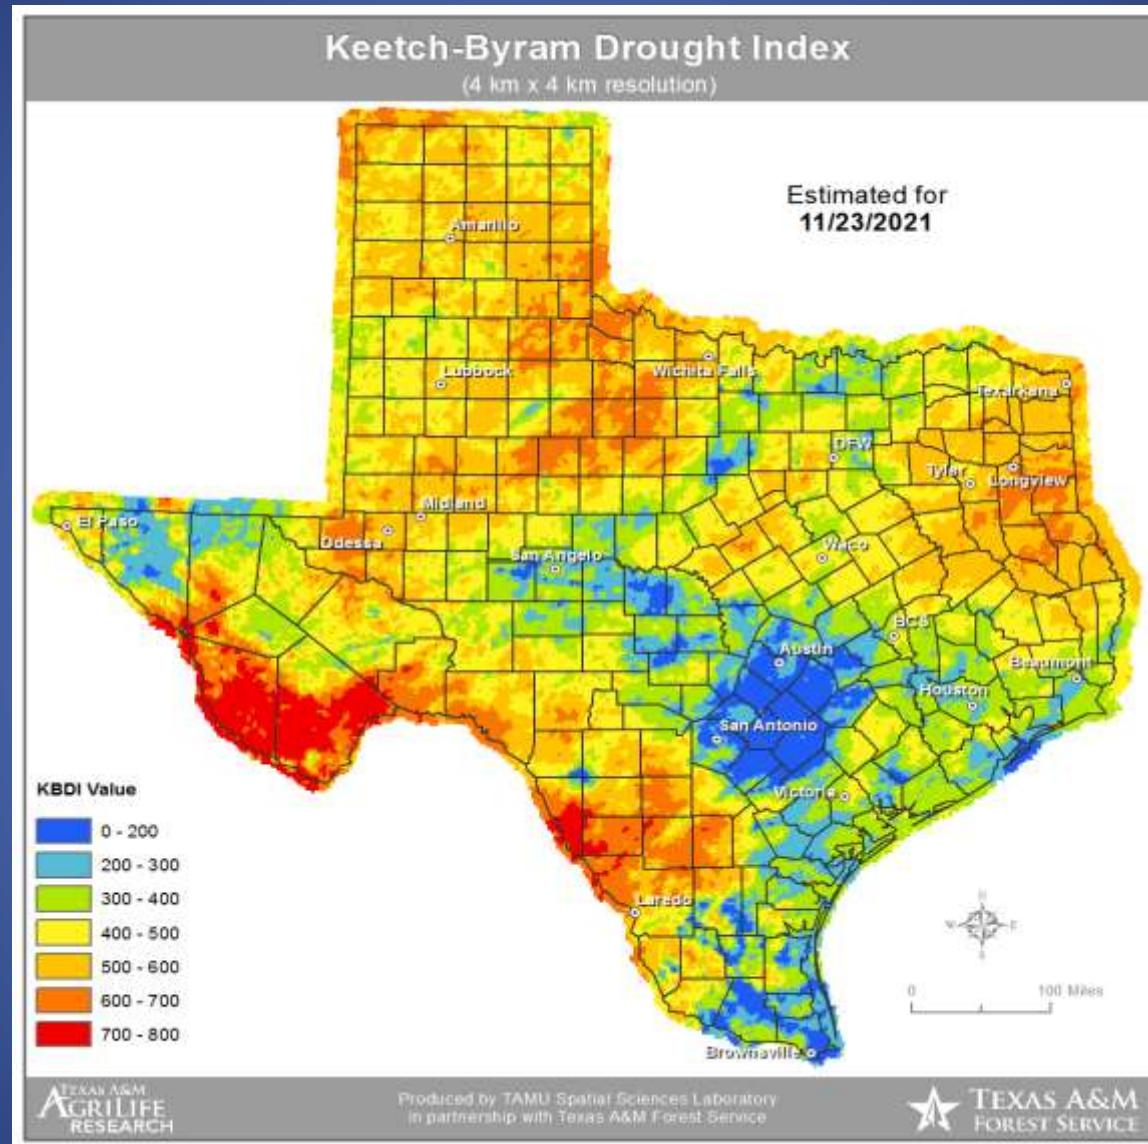 Keetch-Byram Drought Index
(4 km x 4 km resolution)
Estimated for
11/23/2021
Amarillo
Lubbock
Wichita Falls
Texarkana
DFW
Tyler
Longview
Midland
El Paso
Odessa
San Angelo
Waco
BCS
Austin
Beaumont
Houston
San Antonio
Victoria
Laredo
Brownsville
KBDI Value
0 - 200
200 - 300
300 - 400
400 - 500
500 - 600
600 - 700
700 - 800
N
W E
S
0 100 Miles
TEXAS A&M
AGRILIFE
RESEARCH
Produced by TAMU Spatial Sciences Laboratory
in partnership with Texas A&M Forest Service
TEXAS A&M
FOREST SERVICE